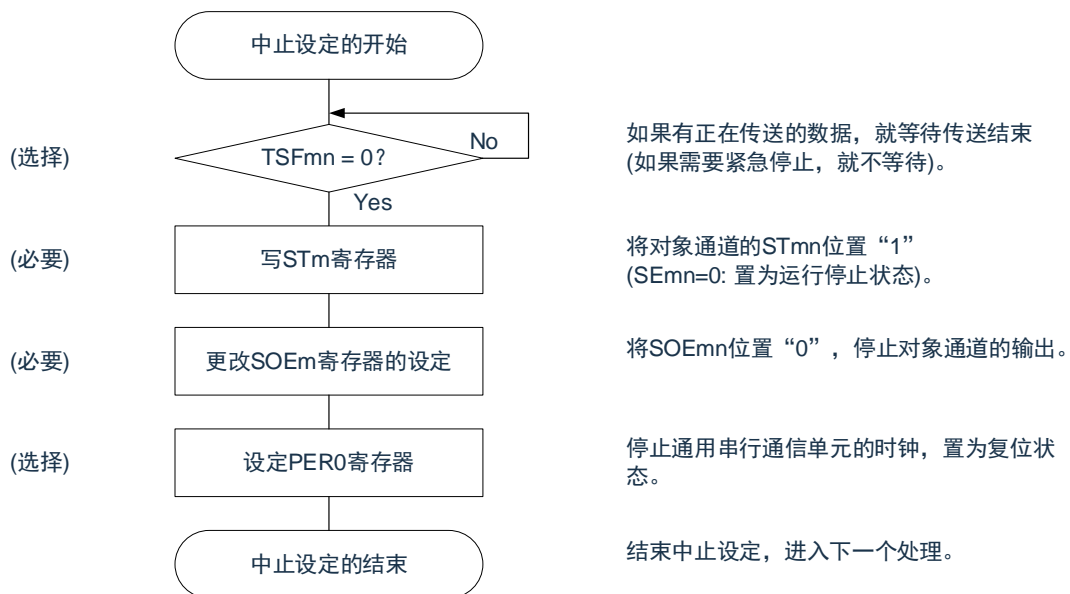 中止设定的开始
No
(选择)
TSFmn = 0?
如果有正在传送的数据，就等待传送结束
(如果需要紧急停止，就不等待)。
Yes
(必要)
写STm寄存器
将对象通道的STmn位置“1”
(SEmn=0: 置为运行停止状态)。
(必要)
更改SOEm寄存器的设定
将SOEmn位置“0”，停止对象通道的输出。
(选择)
设定PER0寄存器
停止通用串行通信单元的时钟，置为复位状
态。
中止设定的结束
结束中止设定，进入下一个处理。